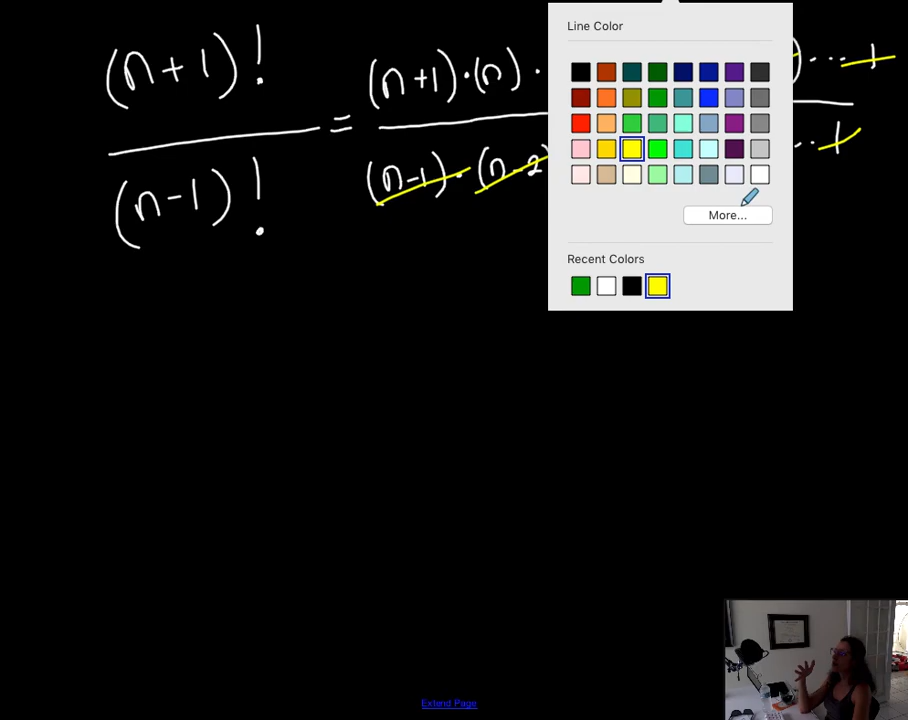 (n+1)! = (n+1)·(n)· )...1
(n-1)! (n-1)·(n-2) ..1
Line Color
More...
Recent Colors
Extend Page